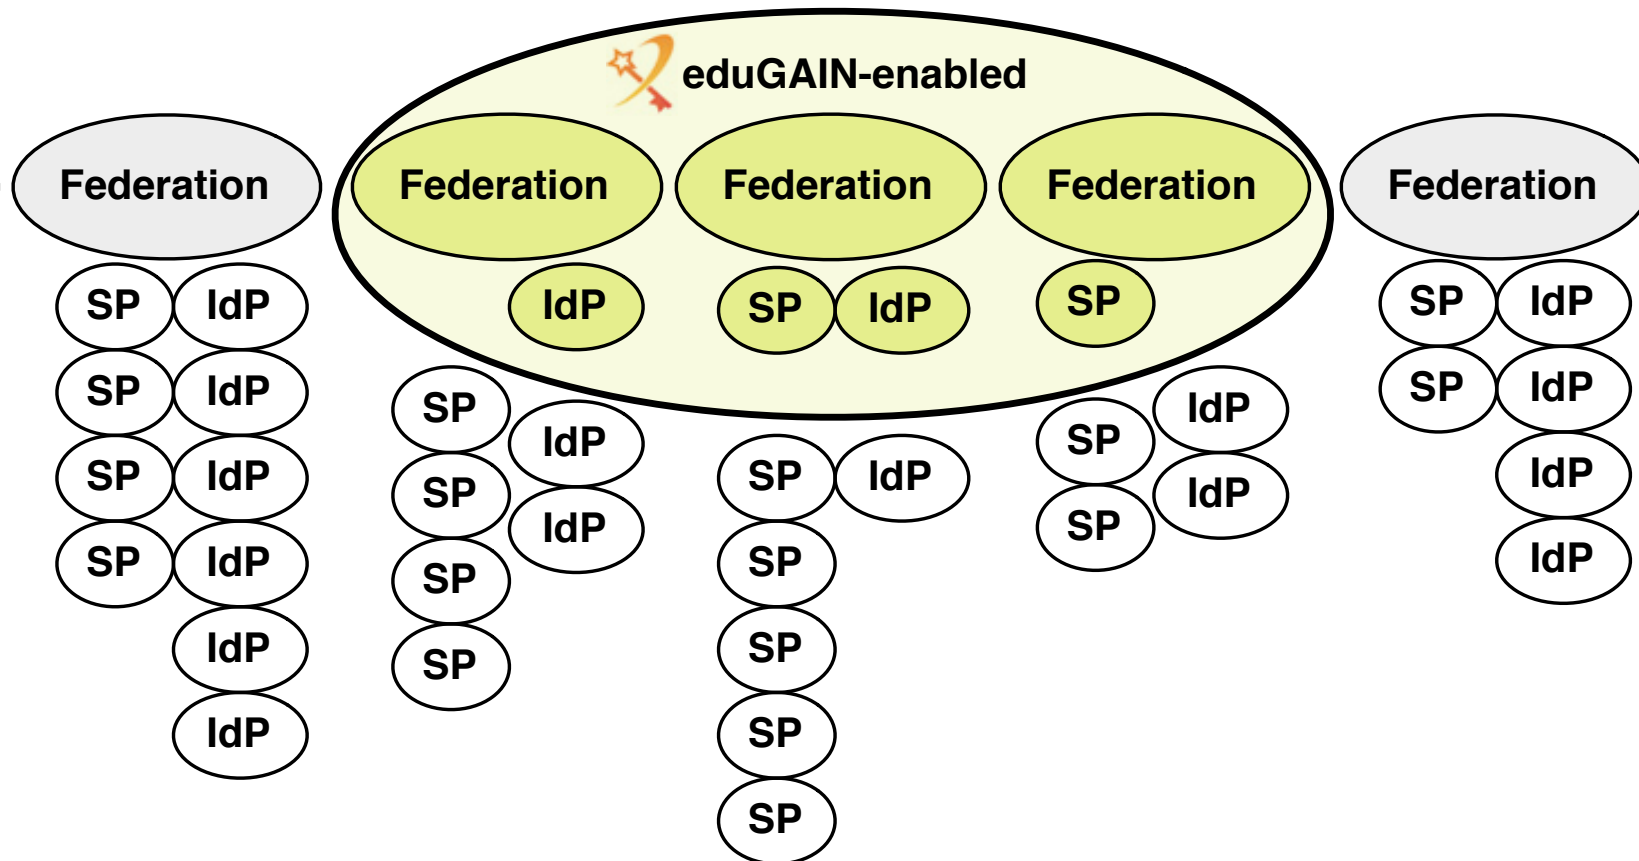 eduGAIN-enabled
Federation Federation Federation Federation Federation
SP IdP IdP SP IdP SP SP IdP
SP IdP SP IdP SP IdP SP IdP
SP IdP SP IdP SP IdP SP IdP IdP
SP IdP SP SP SP IdP
IdP SP SP
IdP SP
SP